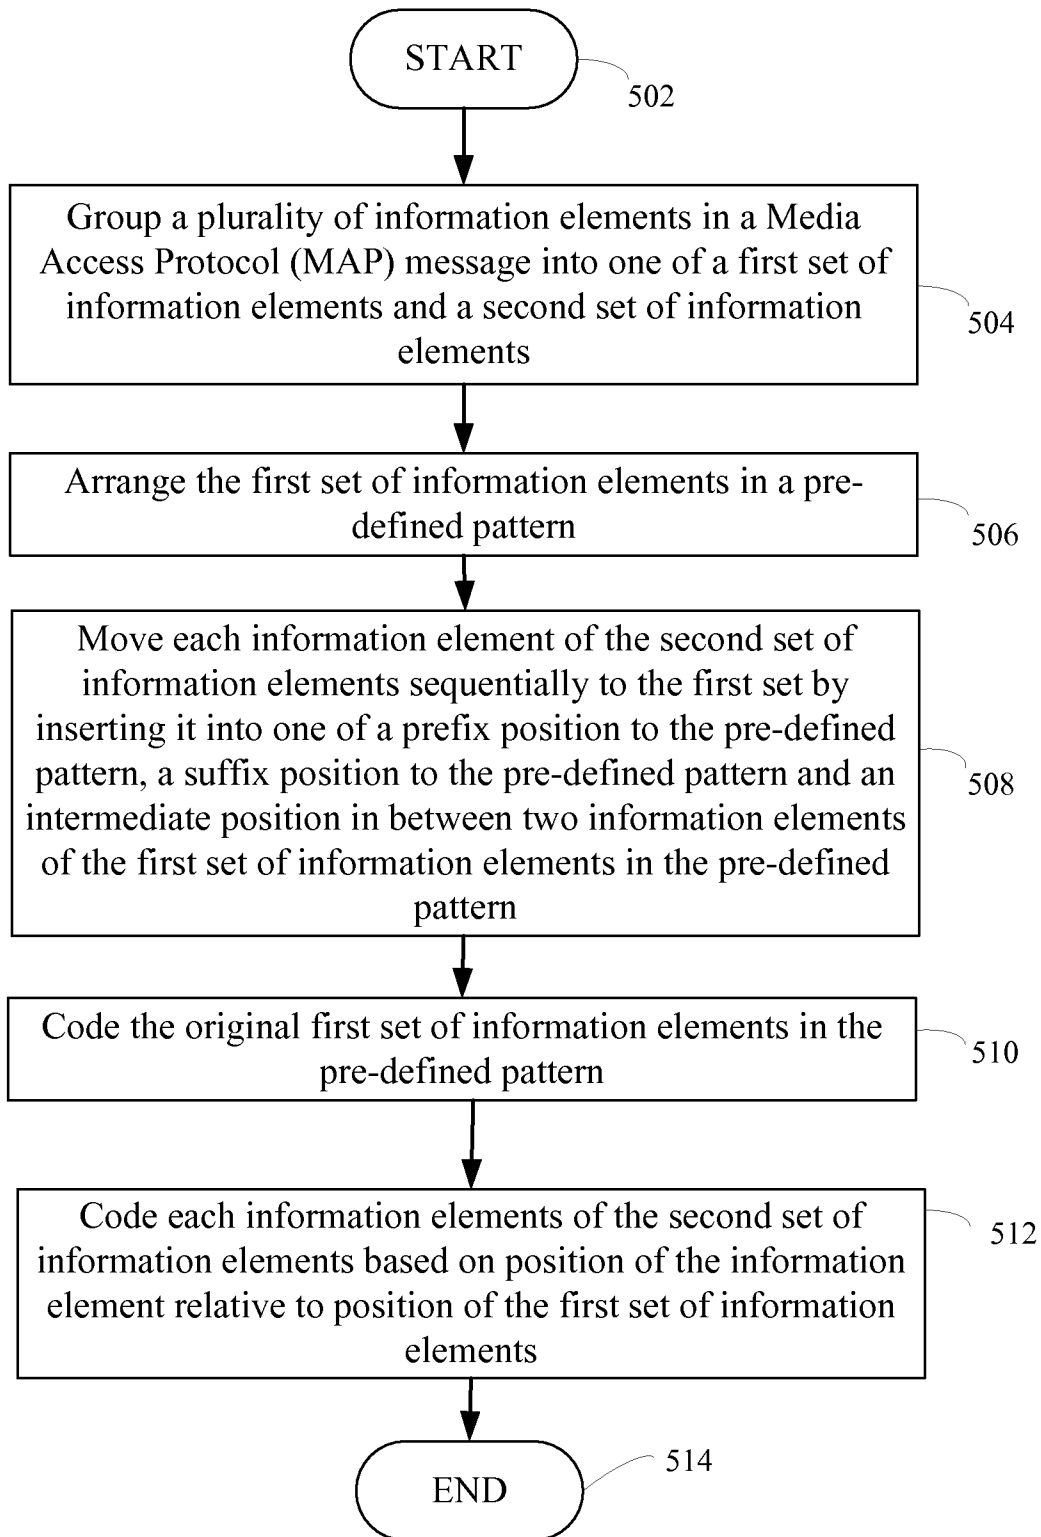 START
502
Group a plurality of information elements in a Media
Access Protocol (MAP) message into one of a first set of
information elements and a second set of information
elements
504
Arrange the first set of information elements in a pre-
defined pattern
506
Move each information element of the second set of
information elements sequentially to the first set by
inserting it into one of a prefix position to the pre-defined
pattern, a suffix position to the pre-defined pattern and an
intermediate position in between two information elements
of the first set of information elements in the pre-defined
pattern
508
Code the original first set of information elements in the
pre-defined pattern
510
Code each information elements of the second set of
information elements based on position of the information
element relative to position of the first set of information
elements
512
END
514